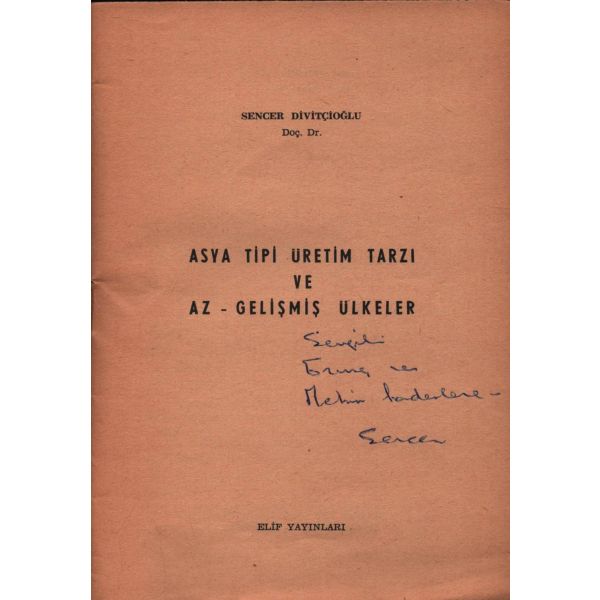 SENCER DİVİTÇİOĞLU
Doç. Dr.
ASYA TİPİ ÜRETİM TARZI
VE
AZ - GELİŞMİŞ ÜLKELER
Sevgili
ve
Metin
Sencer
ELİF YAYINLARI